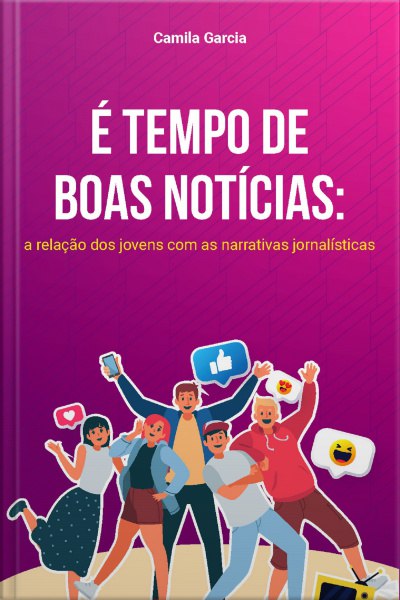 Camila Garcia
É TEMPO DE
BOAS NOTÍCIAS:
a relação dos jovens com as narrativas jornalísticas